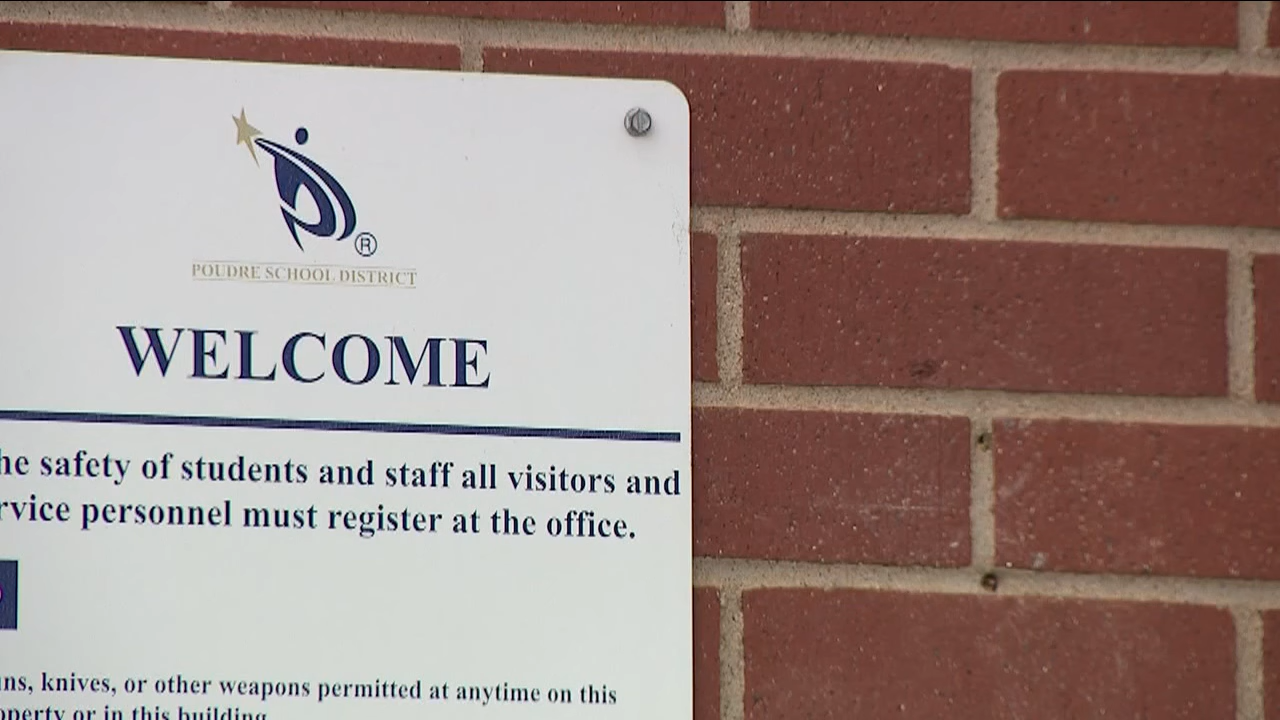 ®
POUDRE SCHOOL DISTRICT
WELCOME
he safety of students and staff all visitors and
rvice personnel must register at the office.
ns, knives, or other weapons permitted at anytime on this
operty or in this building